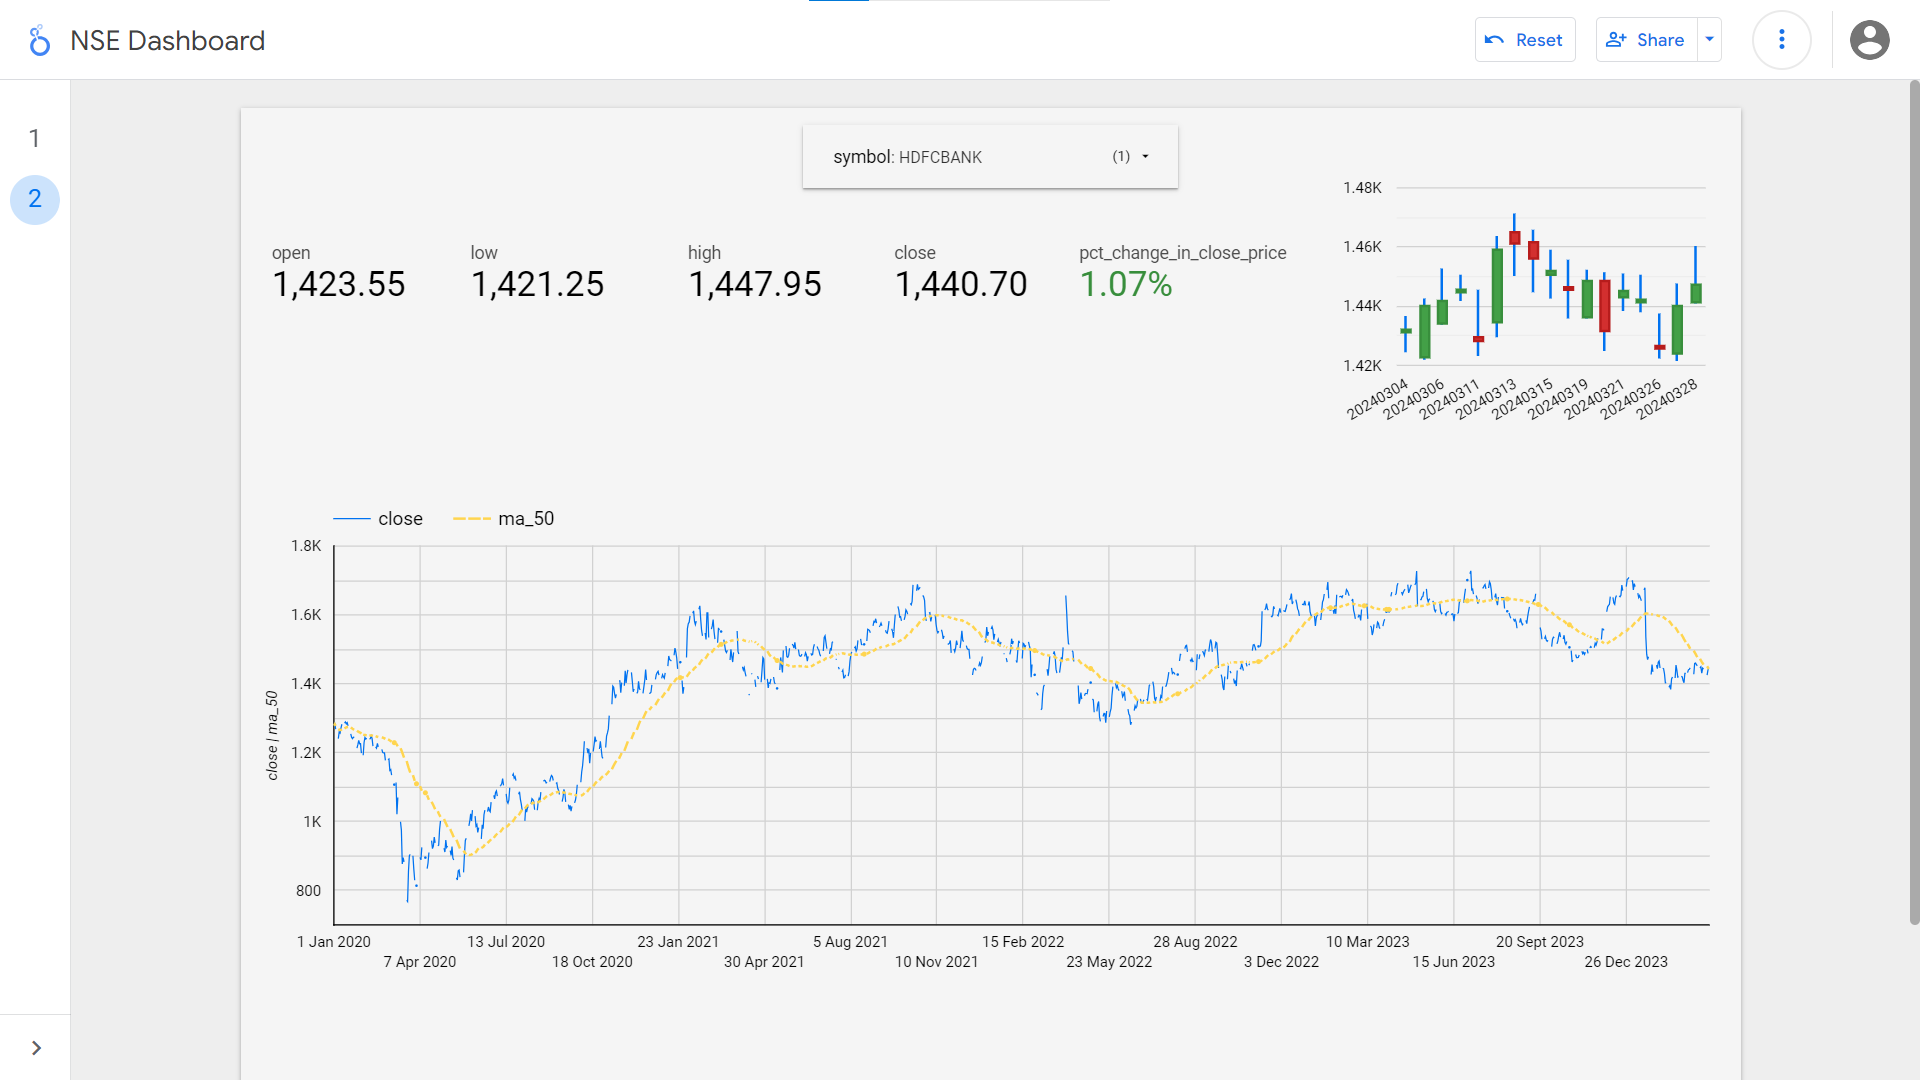 NSE Dashboard
Reset
Share
1
2
symbol: HDFCBANK (1)
open
1,423.55
low
1,421.25
high
1,447.95
close
1,440.70
pct_change_in_close_price
1.07%
1.48K
1.46K
1.44K
1.42K
20240304
20240306
20240311
20240313
20240315
20240319
20240321
20240326
20240328
close
ma_50
1.8K
1.6K
1.4K
1.2K
1K
800
close | ma_50
1 Jan 2020
7 Apr 2020
13 Jul 2020
18 Oct 2020
23 Jan 2021
30 Apr 2021
5 Aug 2021
10 Nov 2021
15 Feb 2022
23 May 2022
28 Aug 2022
3 Dec 2022
10 Mar 2023
15 Jun 2023
20 Sept 2023
26 Dec 2023